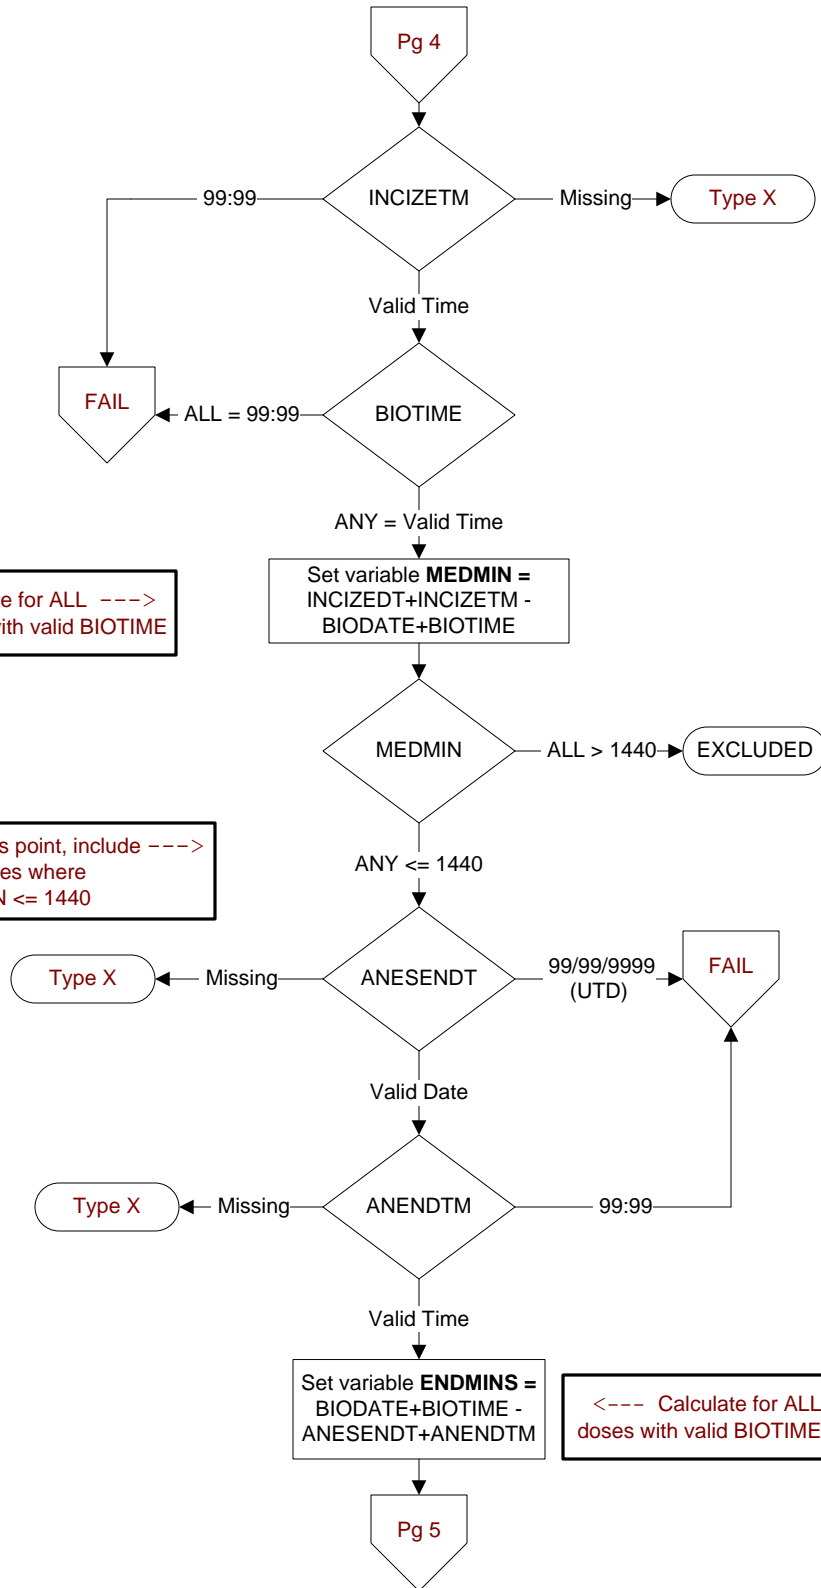 Pg 4
99:99
INCIZETM
Missing
Type X
Valid Time
FAIL
ALL = 99:99
BIOTIME
ANY = Valid Time
Set variable MEDMIN =
INCIZEDT+INCIZETM -
BIODATE+BIOTIME
e for ALL --->
with valid BIOTIME
MEDMIN
ALL > 1440
EXCLUDED
s point, include --->
es where
N <= 1440
ANY <= 1440
Type X
Missing
ANESENDT
99/99/9999
(UTD)
FAIL
Valid Date
Type X
Missing
ANENDTM
99:99
Valid Time
Set variable ENDMINS =
BIODATE+BIOTIME -
ANESENDT+ANENDTM
<--- Calculate for ALL
doses with valid BIOTIME
Pg 5